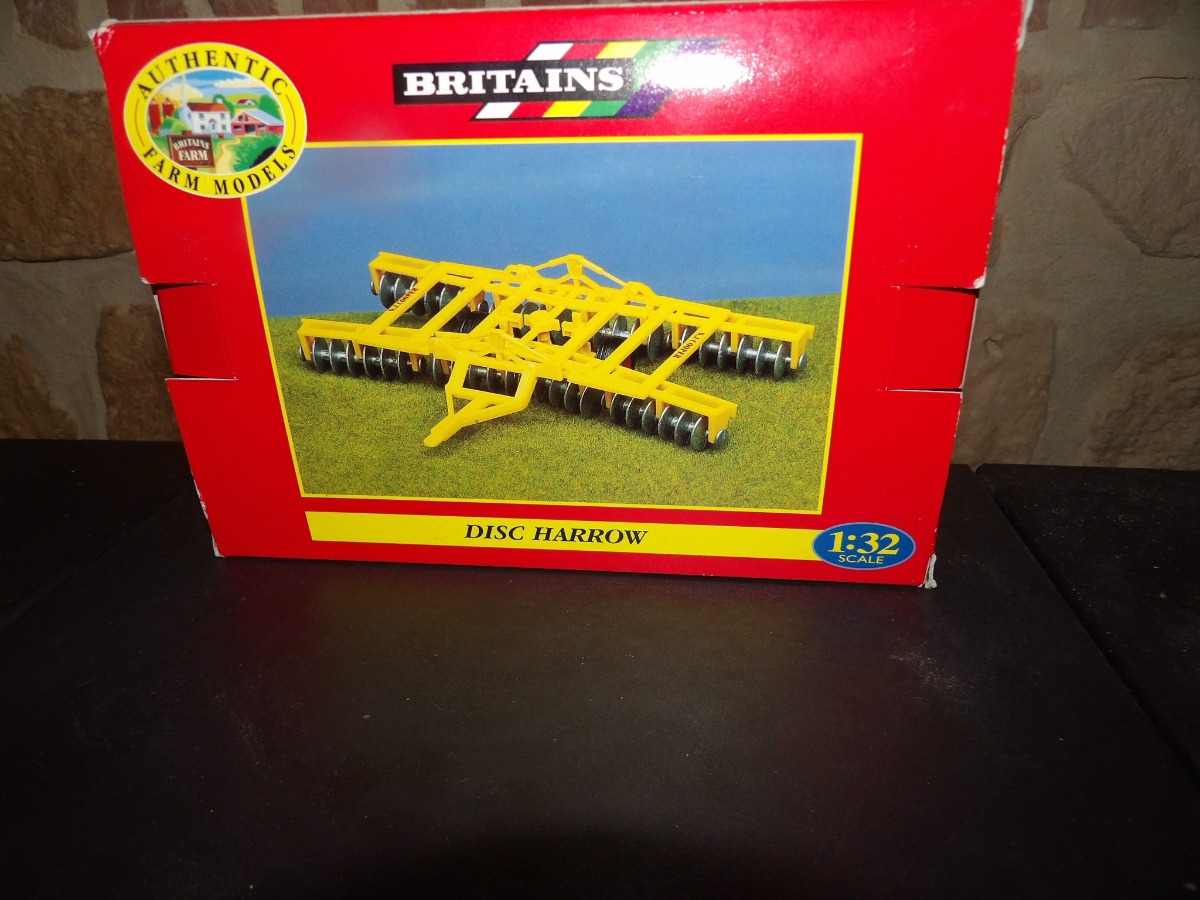 AUTHENTIC
FARM MODELS
BRITAINS
FARM
BRITAINS
DISC HARROW
1:32
SCALE